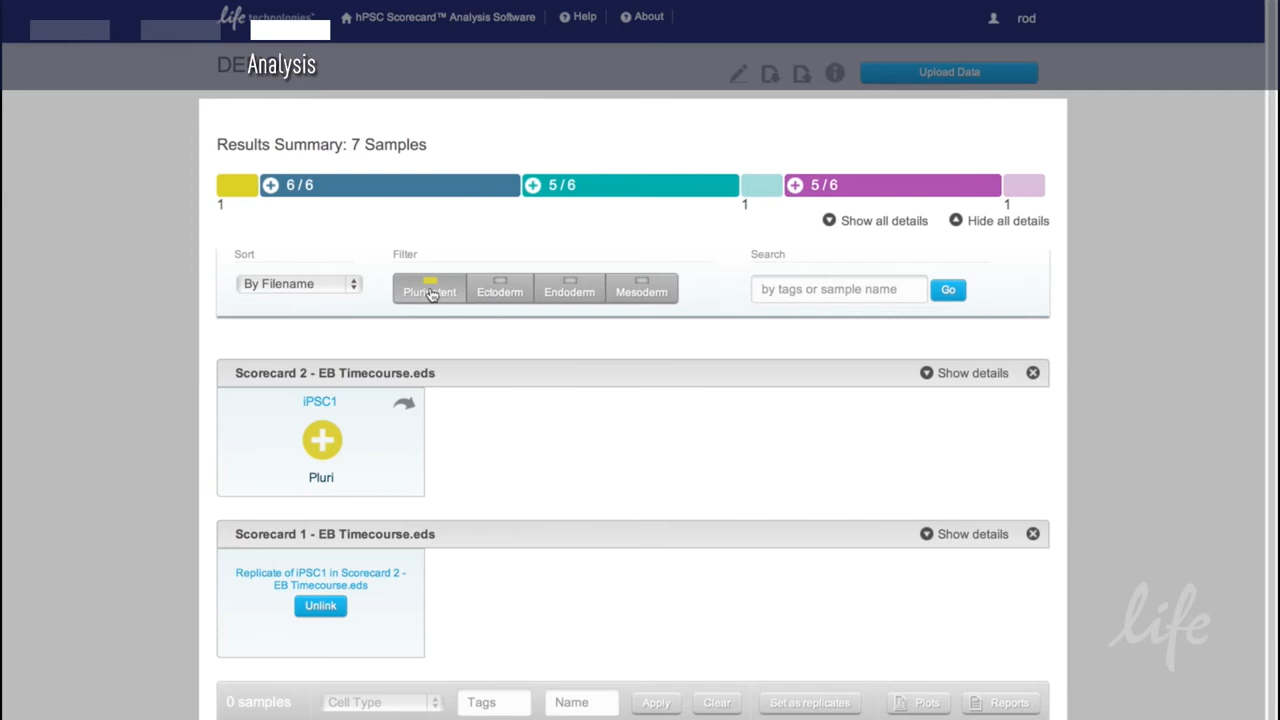 life technologies™ hPSC Scorecard™ Analysis Software Help About rod
DE
Analysis
Upload Data
Results Summary: 7 Samples
6 / 6 5 / 6 5 / 6
1 1 1
Show all details Hide all details
Sort Filter Search
By Filename Ectoderm Endoderm Mesoderm by tags or sample name Go
Scorecard 2 - EB Timecourse.eds Show details
iPSC1
Pluri
Scorecard 1 - EB Timecourse.eds Show details
Replicate of iPSC1 in Scorecard 2 -
EB Timecourse.eds
Unlink
life
0 samples Cell Type Tags Name Apply Clear Set as replicates Plots Reports